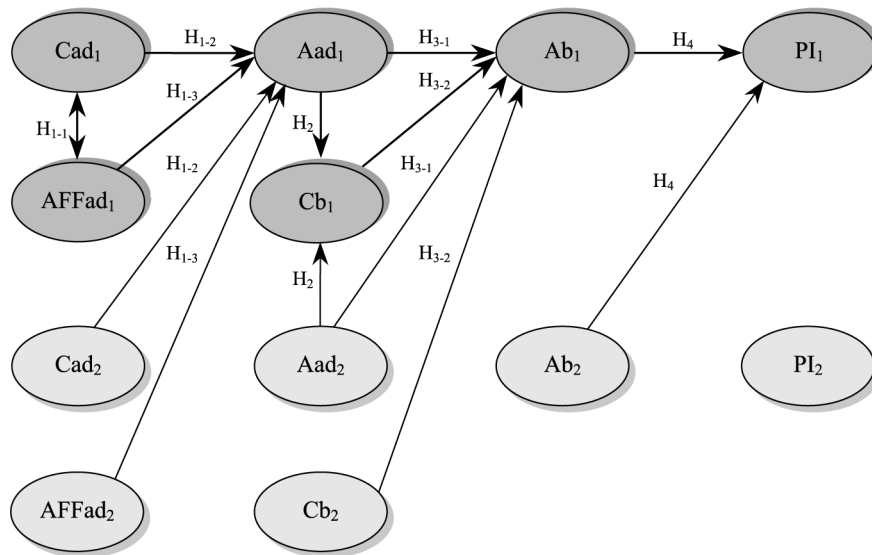 Cad₁ H₁₋₂ Aad₁ H₃₋₁ Ab₁ H₄ PI₁
H₁₋₃ H₃₋₂
H₁₋₁ H₂
H₁₋₂ H₃₋₁
AFFad₁ Cb₁ H₄
H₁₋₃ H₂ H₃₋₂
Cad₂ Aad₂ Ab₂ PI₂
AFFad₂ Cb₂